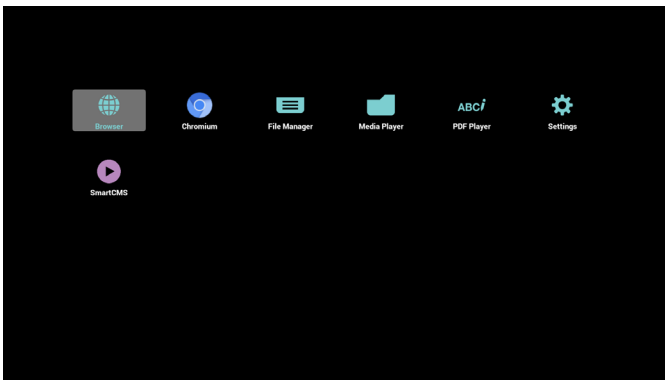 Browser
Chromium
File Manager
Media Player
ABCi
PDF Player
Settings
SmartCMS